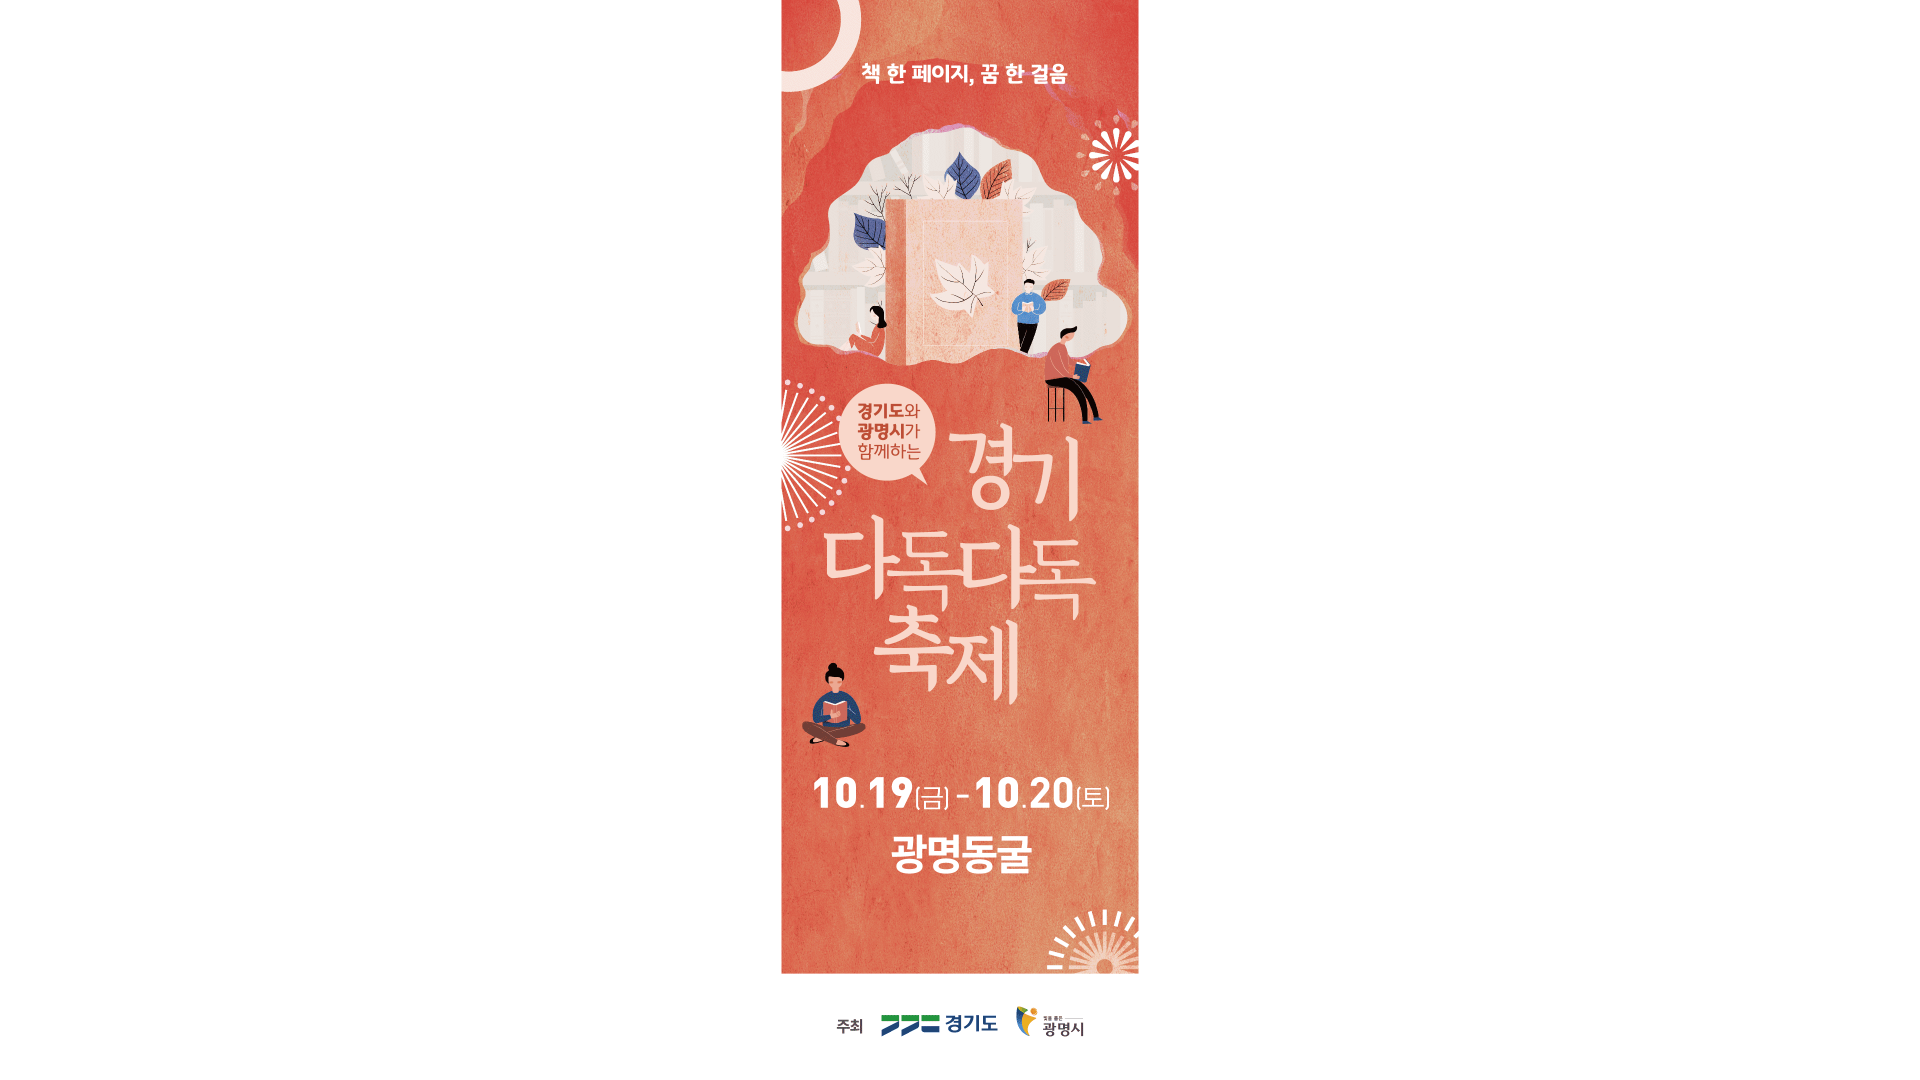 책 한 페이지, 꿈 한 걸음
경기도와
광명시가
함께하는
경기
다독다독
축제
10.19(금) - 10.20(토)
광명동굴
주최 경기도 광명시